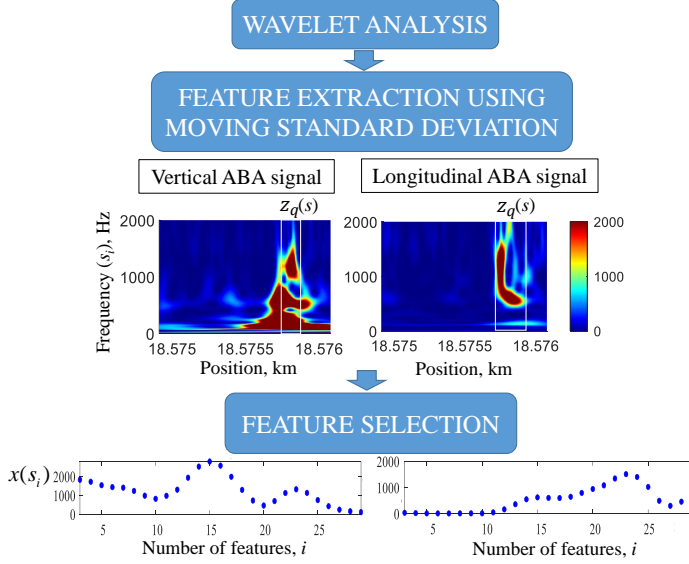 WAVELET ANALYSIS
FEATURE EXTRACTION USING
MOVING STANDARD DEVIATION
Vertical ABA signal
Longitudinal ABA signal
z_q(s)
z_q(s)
Frequency (s_i), Hz
2000
1000
0
2000
1000
0
2000
1000
0
18.575
18.5755
18.576
18.575
18.5755
18.576
Position, km
Position, km
FEATURE SELECTION
x(s_i)
2000
1000
0
5
10
15
20
25
Number of features, i
2000
1000
0
5
10
15
20
25
Number of features, i